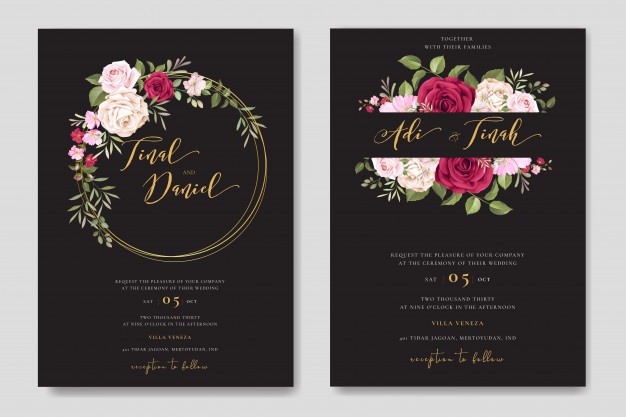 Tinal
AND
Daniel
REQUEST THE PLEASURE OF YOUR COMPANY
AT THE CEREMONY OF THEIR WEDDING
SAT 05 OCT
TWO THOUSAND THIRTY
AT NINE O'CLOCK IN THE AFTERNOON
VILLA VENEZA
301 TIDAR JAGOAN, MERTOYUDAN, IND
reception to follow
TOGETHER
WITH THEIR FAMILIES
Adi & Tinah
REQUEST THE PLEASURE OF YOUR COMPANY
AT THE CEREMONY OF THEIR WEDDING
SAT 05 OCT
TWO THOUSAND THIRTY
AT NINE O'CLOCK IN THE AFTERNOON
VILLA VENEZA
301 TIDAR JAGOAN, MERTOYUDAN, IND
reception to follow